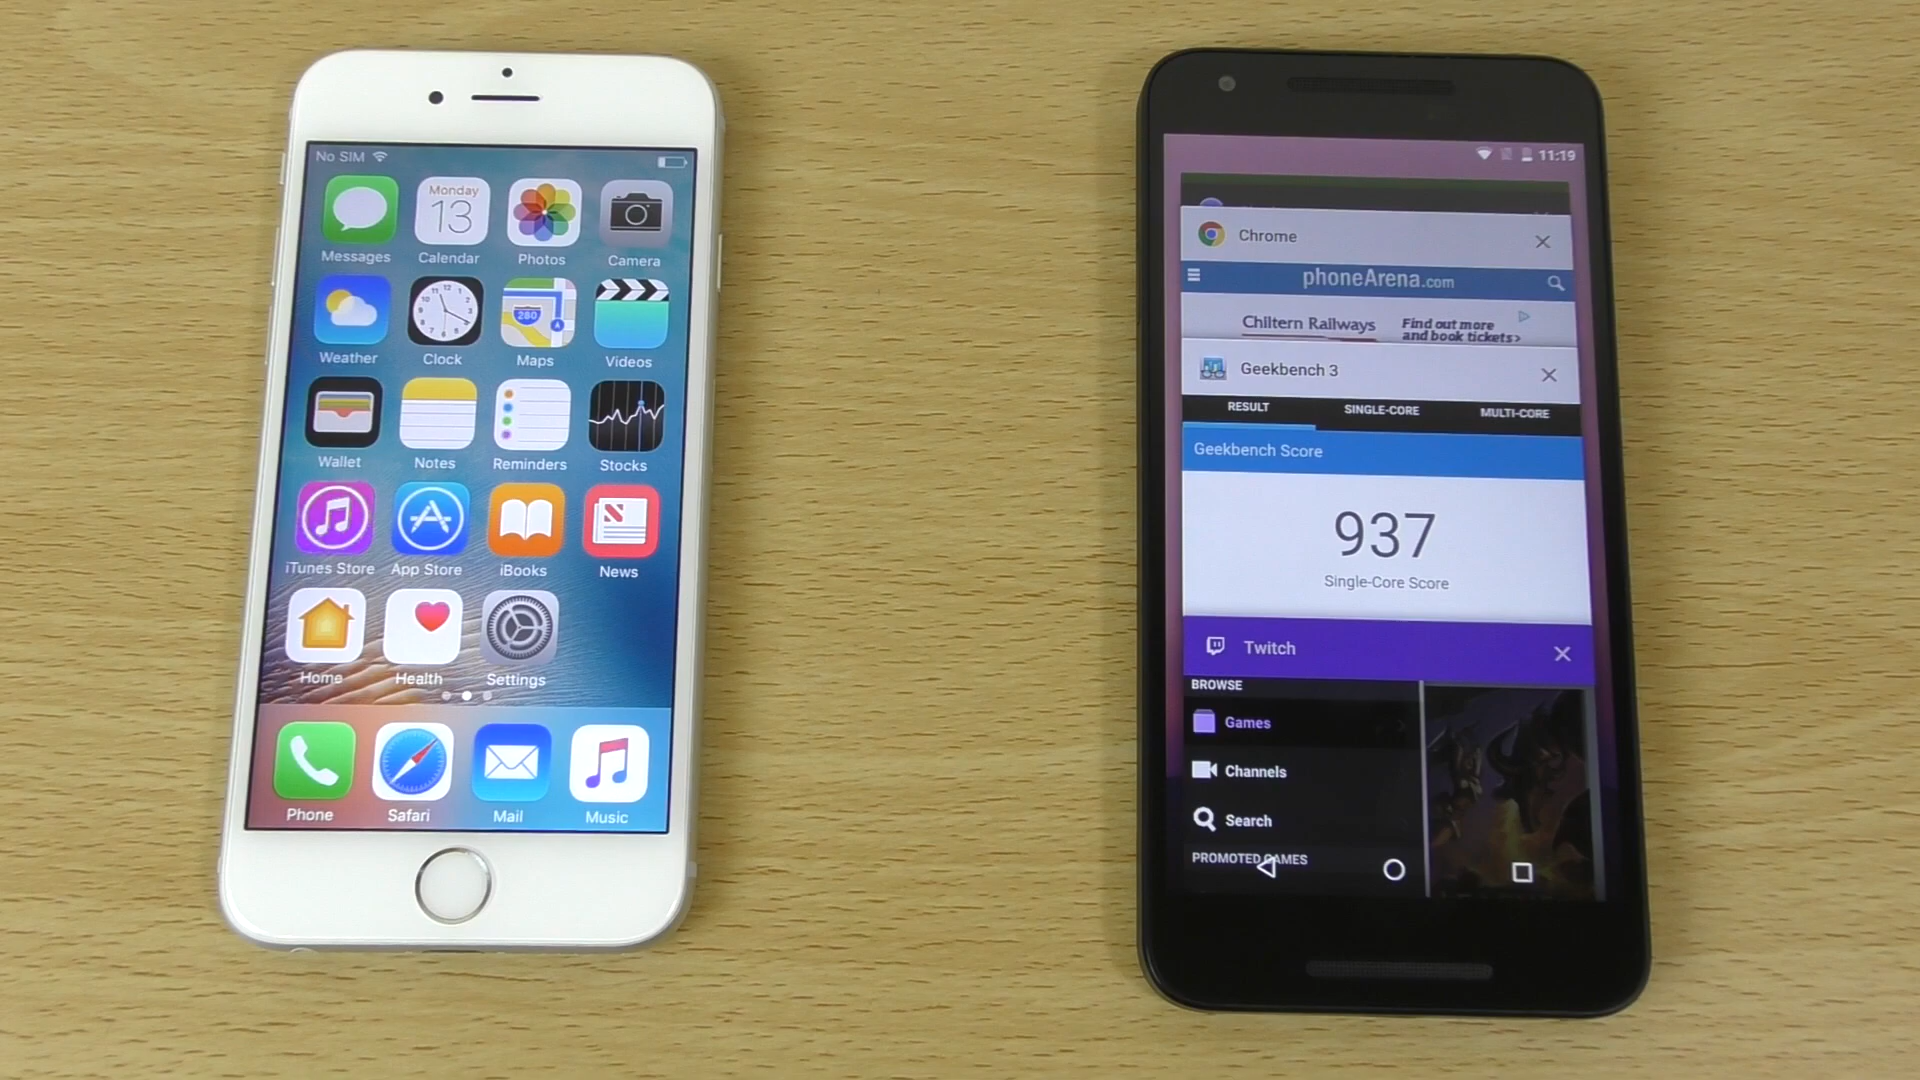 No SIM
Monday
13
Messages Calendar Photos Camera
280
Weather Clock Maps Videos
Wallet Notes Reminders Stocks
iTunes Store App Store iBooks News
Home Health Settings
Phone Safari Mail Music
11:19
Chrome
phoneArena.com
Chiltern Railways
Find out more
and book tickets>
Geekbench 3
RESULT SINGLE-CORE MULTI-CORE
Geekbench Score
937
Single-Core Score
Twitch
BROWSE
Games
Channels
Search
PROMOTED GAMES